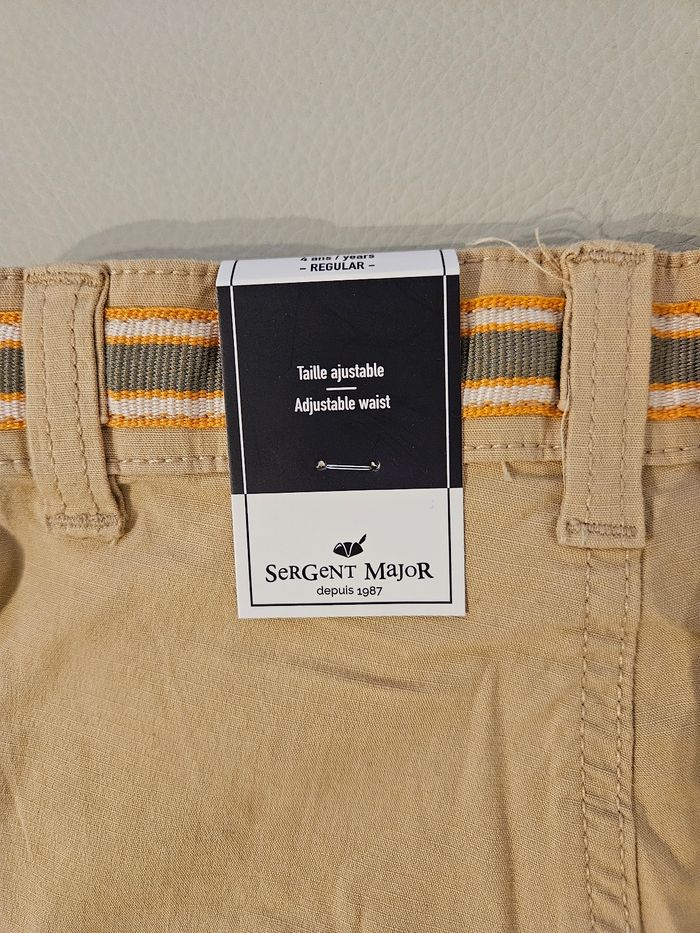 4 ans / years
– REGULAR –
Taille ajustable
Adjustable waist
SerGeNT MajoR
depuis 1987